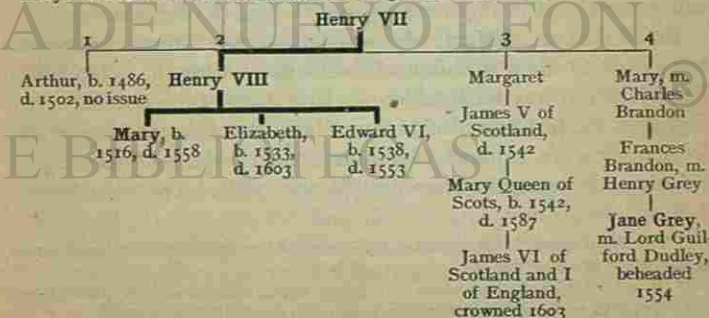 A DE NUEVO LEON
®
E BIBLIOTECAS
Henry VII
1 2 3 4
Arthur, b. 1486,
d. 1502, no issue
Henry VIII
Mary, b.
1516, d. 1558
Elizabeth,
b. 1533,
d. 1603
Edward VI,
b. 1538,
d. 1553
Margaret
James V of
Scotland,
d. 1542
Mary Queen of
Scots, b. 1542,
d. 1587
James VI of
Scotland and I
of England,
crowned 1603
Mary, m.
Charles
Brandon
Frances
Brandon, m.
Henry Grey
Jane Grey,
m. Lord Guil-
ford Dudley,
beheaded
1554